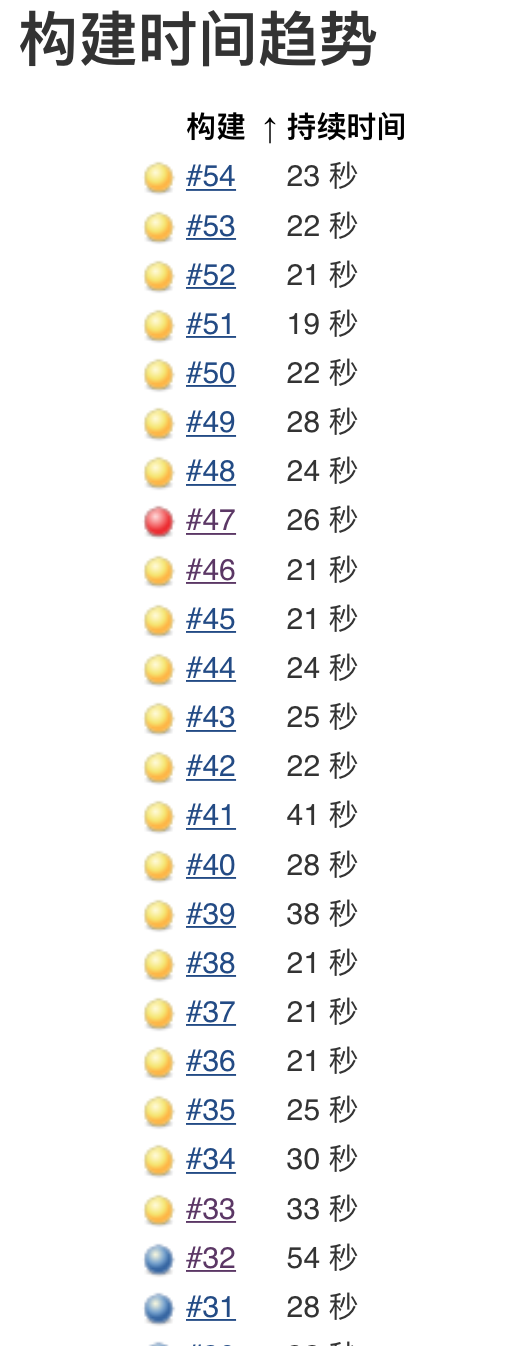 构建时间趋势
构建 ↑ 持续时间
#54 23 秒
#53 22 秒
#52 21 秒
#51 19 秒
#50 22 秒
#49 28 秒
#48 24 秒
#47 26 秒
#46 21 秒
#45 21 秒
#44 24 秒
#43 25 秒
#42 22 秒
#41 41 秒
#40 28 秒
#39 38 秒
#38 21 秒
#37 21 秒
#36 21 秒
#35 25 秒
#34 30 秒
#33 33 秒
#32 54 秒
#31 28 秒